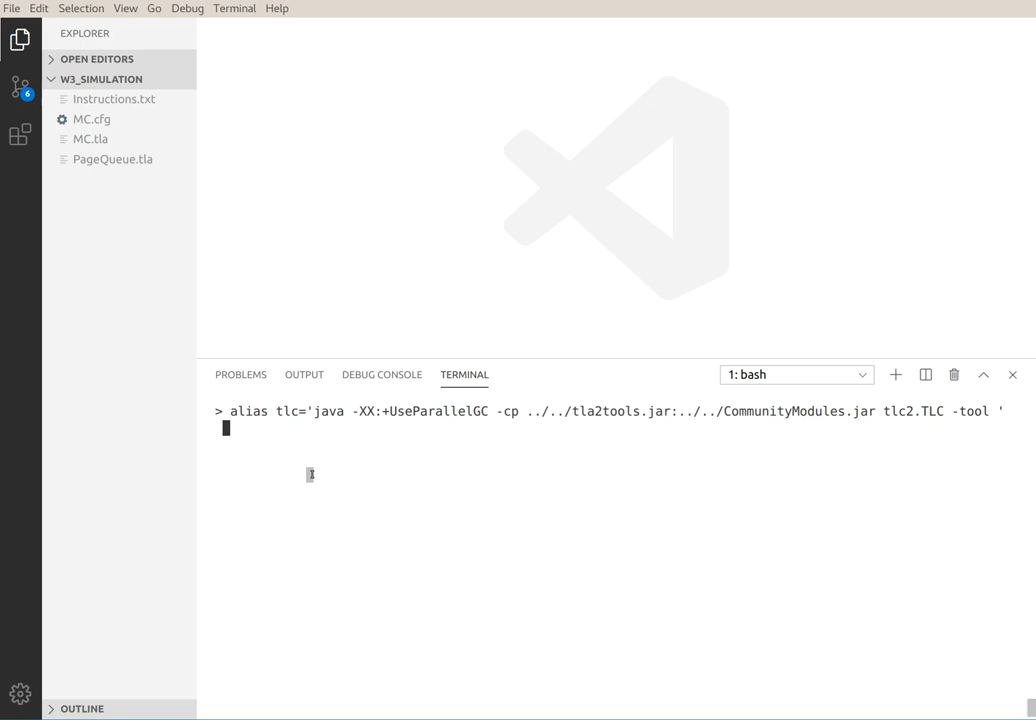 File Edit Selection View Go Debug Terminal Help
EXPLORER
OPEN EDITORS
W3_SIMULATION
6
Instructions.txt
MC.cfg
MC.tla
PageQueue.tla
PROBLEMS OUTPUT DEBUG CONSOLE TERMINAL 1: bash
> alias tlc='java -XX:+UseParallelGC -cp ../../tla2tools.jar:../../CommunityModules.jar tlc2.TLC -tool '
OUTLINE